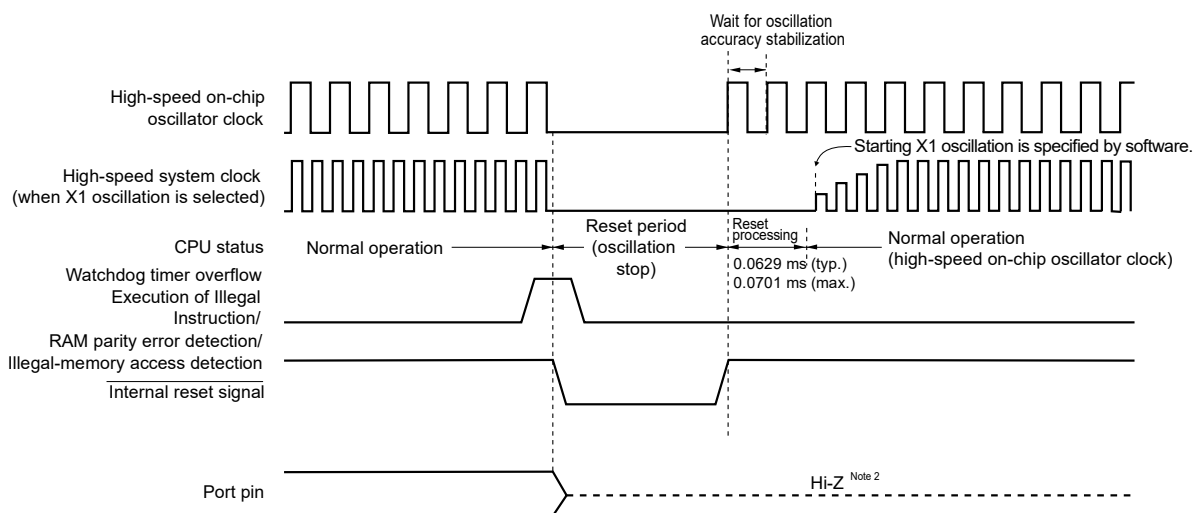 Wait for oscillation
accuracy stabilization
High-speed on-chip
oscillator clock
Starting X1 oscillation is specified by software.
High-speed system clock
(when X1 oscillation is selected)
CPU status
Normal operation
Reset period
(oscillation
stop)
Reset
processing
0.0629 ms (typ.)
0.0701 ms (max.)
Normal operation
(high-speed on-chip oscillator clock)
Watchdog timer overflow
Execution of Illegal
Instruction/
RAM parity error detection/
Illegal-memory access detection
Internal reset signal
Port pin
Hi-Z Note 2